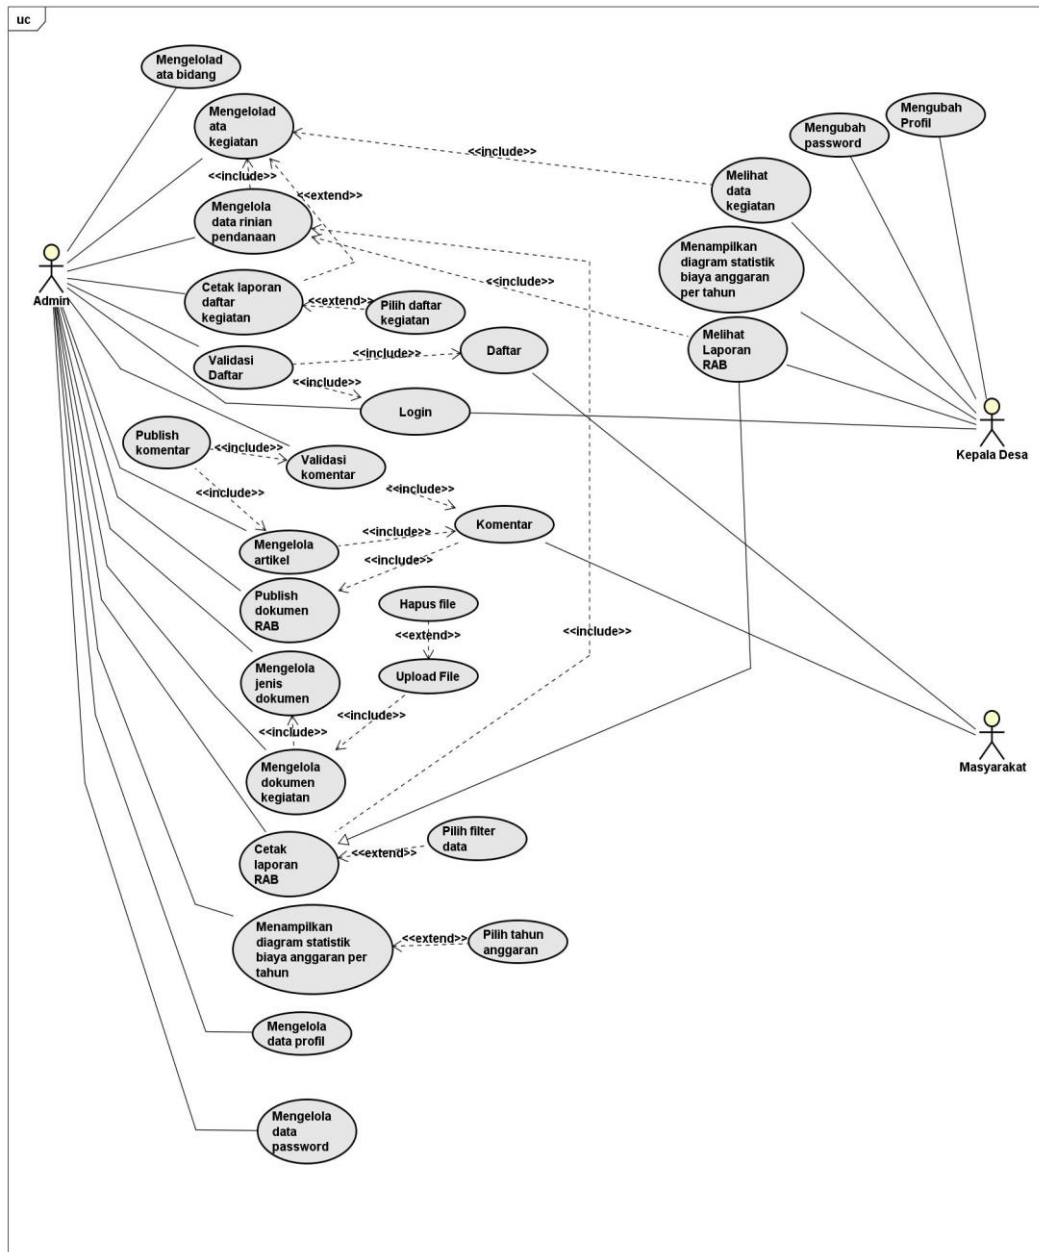 uc
Mengelolad
ata bidang
Mengelolad
ata
kegiatan
Mengubah
Profil
Mengubah
password
<<include>>
<<include>>
<<extend>>
Melihat
data
kegiatan
Mengelola
data rinian
pendanaan
Menampilkan
diagram statistik
biaya anggaran
per tahun
Admin
Cetak laporan
daftar
kegiatan
<<extend>>
Pilih daftar
kegiatan
<<include>>
Melihat
Laporan
RAB
Validasi
Daftar
<<include>>
Daftar
<<include>>
Login
Kepala Desa
Publish
komentar
<<include>>
Validasi
komentar
<<include>>
<<include>>
Komentar
Mengelola
artikel
<<include>>
<<include>>
Publish
dokumen
RAB
Hapus file
<<extend>>
<<include>>
Upload File
Mengelola
jenis
dokumen
<<include>>
<<include>>
Mengelola
dokumen
kegiatan
Masyarakat
Cetak
laporan
RAB
<<extend>>
Pilih filter
data
Menampilkan
diagram statistik
biaya anggaran per
tahun
<<extend>>
Pilih tahun
anggaran
Mengelola
data profil
Mengelola
data
password